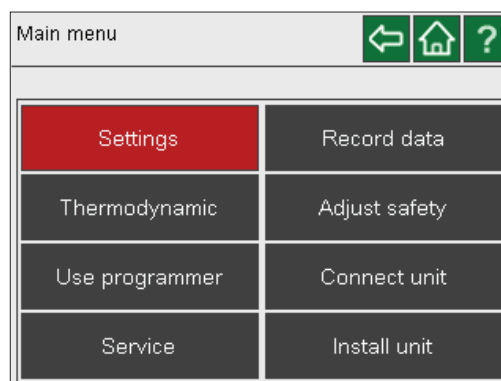 Main menu ?
Settings Record data
Thermodynamic Adjust safety
Use programmer Connect unit
Service Install unit